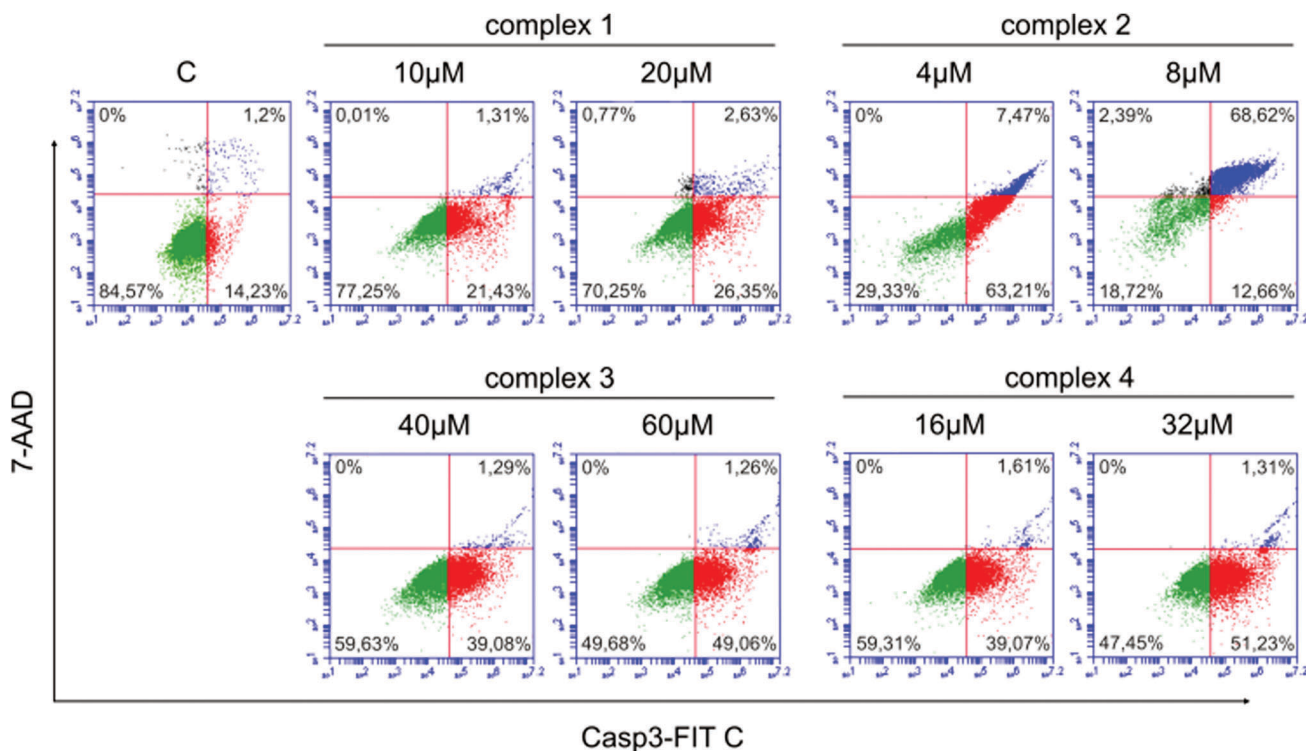 complex 1
complex 2
C
10µM
20µM
4µM
8µM
0%
1,2%
84,57%
14,23%
0,01%
1,31%
77,25%
21,43%
0,77%
2,63%
70,25%
26,35%
0%
7,47%
29,33%
63,21%
2,39%
68,62%
18,72%
12,66%
complex 3
complex 4
40µM
60µM
16µM
32µM
0%
1,29%
59,63%
39,08%
0%
1,26%
49,68%
49,06%
0%
1,61%
59,31%
39,07%
0%
1,31%
47,45%
51,23%
7-AAD
Casp3-FIT C